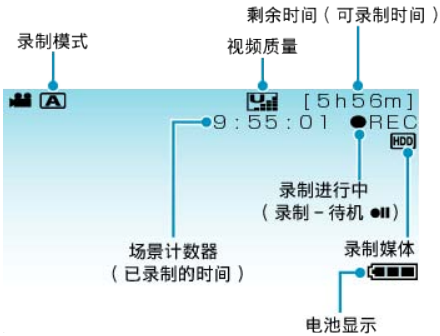 剩余时间（可录制时间）
录制模式
视频质量
A [5h56m]
9:55:01 ●REC
HDD
录制进行中
（录制－待机 ●II）
场景计数器
（已录制的时间）
录制媒体
电池显示